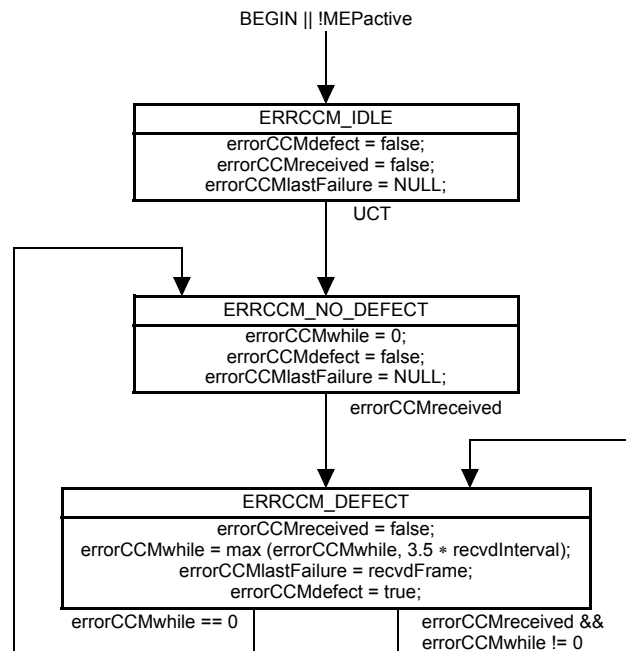 BEGIN || !MEPactive
ERRCCM_IDLE
errorCCMdefect = false;
errorCCMreceived = false;
errorCCMlastFailure = NULL;
UCT
ERRCCM_NO_DEFECT
errorCCMwhile = 0;
errorCCMdefect = false;
errorCCMlastFailure = NULL;
errorCCMreceived
ERRCCM_DEFECT
errorCCMreceived = false;
errorCCMwhile = max (errorCCMwhile, 3.5 * recvdInterval);
errorCCMlastFailure = recvdFrame;
errorCCMdefect = true;
errorCCMwhile == 0
errorCCMreceived &&
errorCCMwhile != 0